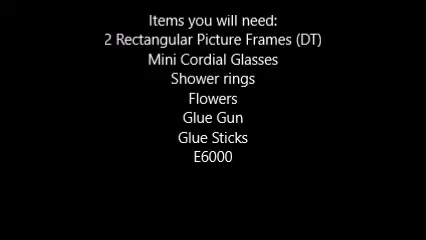 Items you will need:
2 Rectangular Picture Frames (DT)
Mini Cordial Glasses
Shower rings
Flowers
Glue Gun
Glue Sticks
E6000